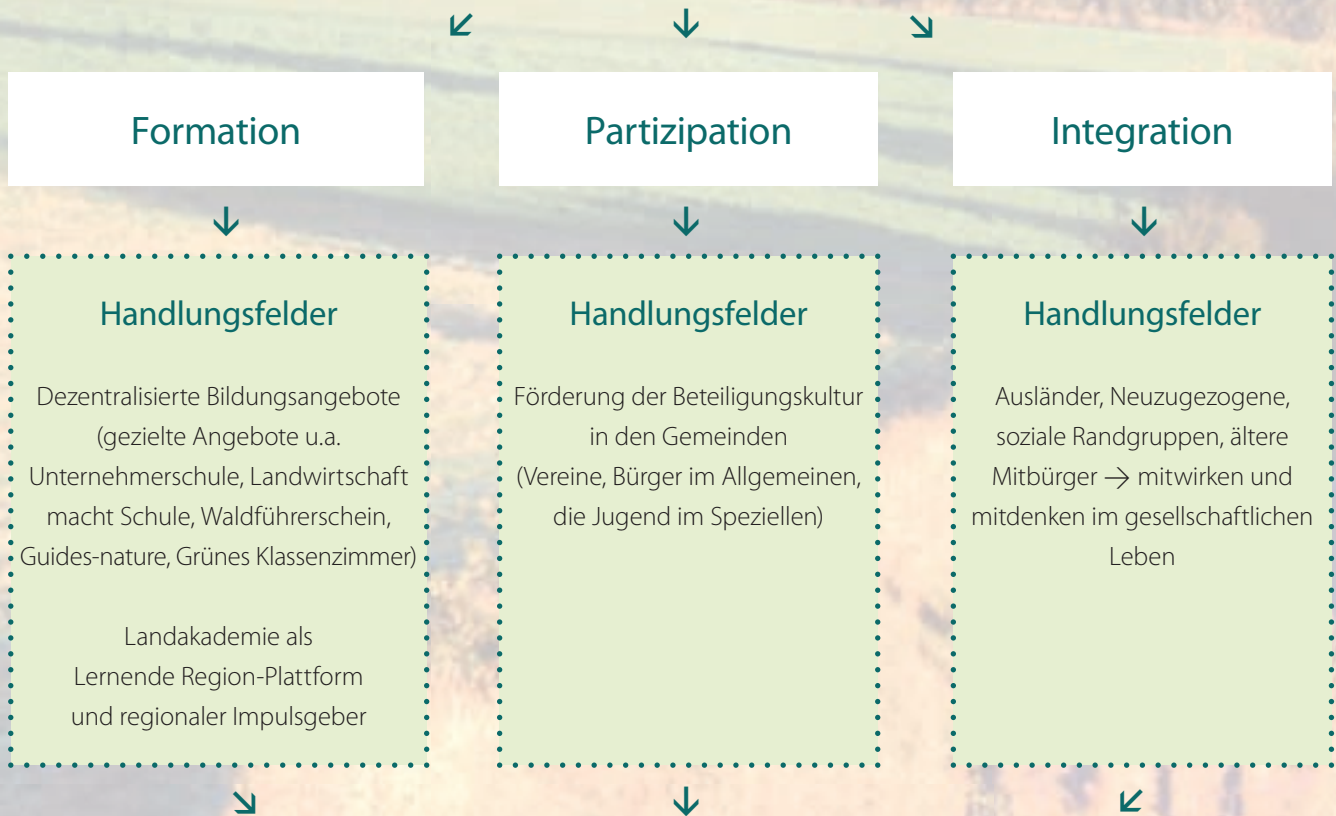 Formation
Partizipation
Integration
Handlungsfelder
Dezentralisierte Bildungsangebote
(gezielte Angebote u.a.
Unternehmerschule, Landwirtschaft
macht Schule, Waldführerschein,
Guides-nature, Grünes Klassenzimmer)
Landakademie als
Lernende Region-Plattform
und regionaler Impulsgeber
Handlungsfelder
Förderung der Beteiligungskultur
in den Gemeinden
(Vereine, Bürger im Allgemeinen,
die Jugend im Speziellen)
Handlungsfelder
Ausländer, Neuzugezogene,
soziale Randgruppen, ältere
Mitbürger → mitwirken und
mitdenken im gesellschaftlichen
Leben